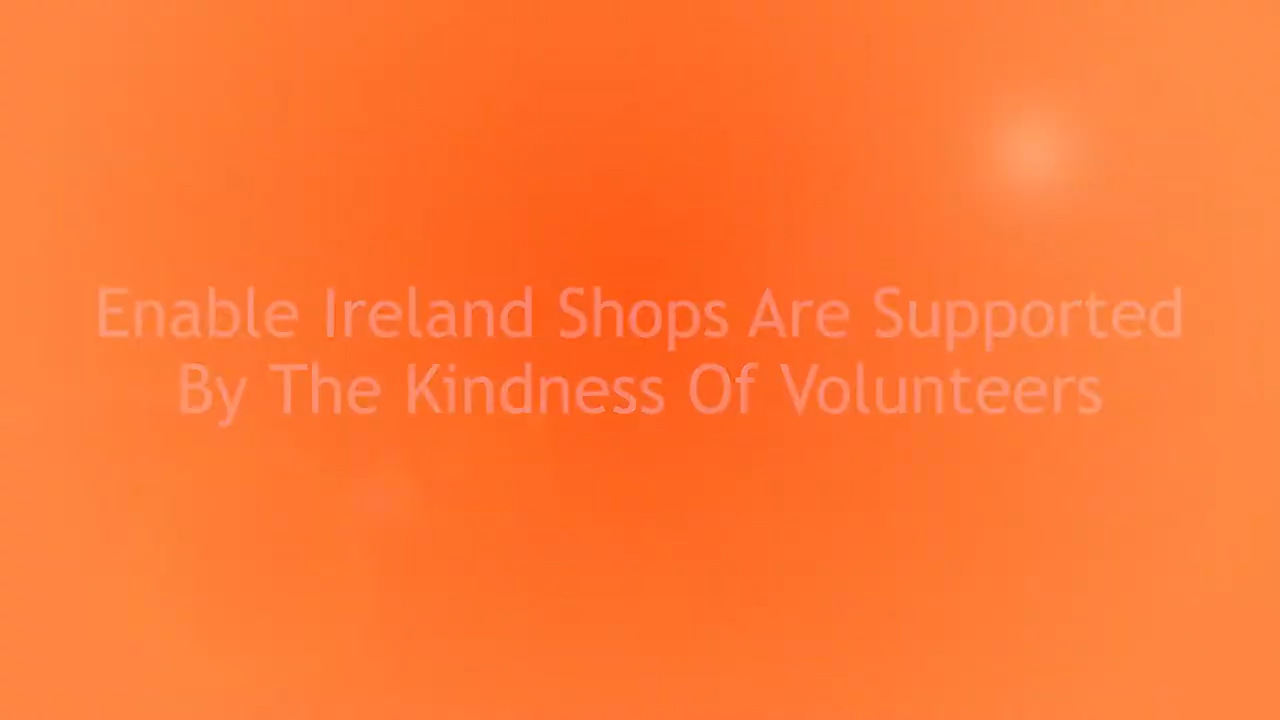 Enable Ireland Shops Are Supported
By The Kindness Of Volunteers